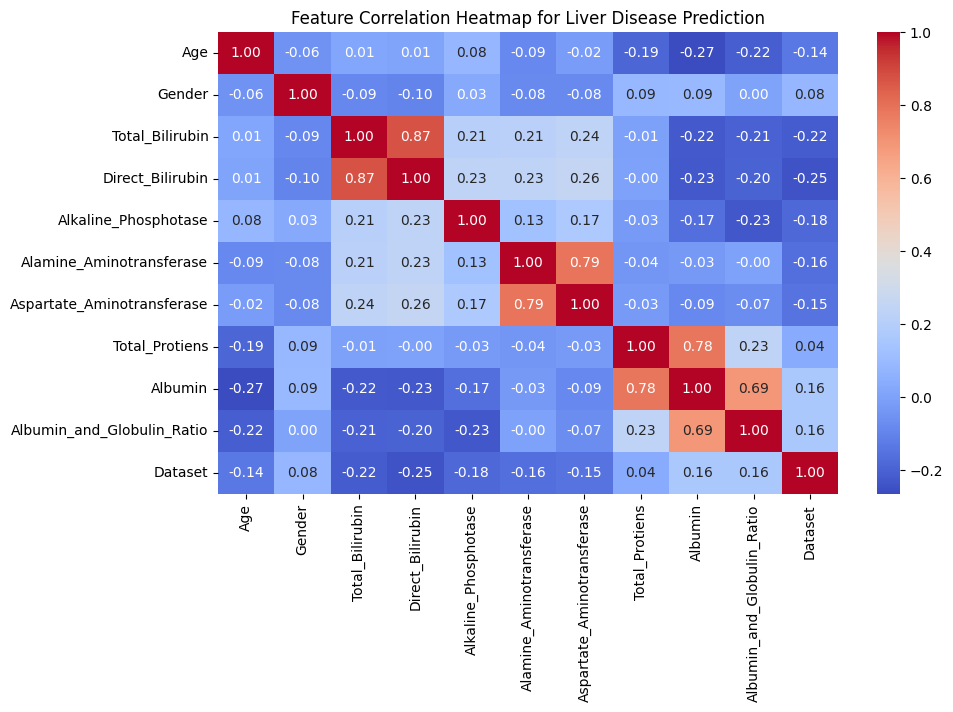 Feature Correlation Heatmap for Liver Disease Prediction
Age 1.00 -0.06 0.01 0.01 0.08 -0.09 -0.02 -0.19 -0.27 -0.22 -0.14
Gender -0.06 1.00 -0.09 -0.10 0.03 -0.08 -0.08 0.09 0.09 0.00 0.08
Total_Bilirubin 0.01 -0.09 1.00 0.87 0.21 0.21 0.24 -0.01 -0.22 -0.21 -0.22
Direct_Bilirubin 0.01 -0.10 0.87 1.00 0.23 0.23 0.26 -0.00 -0.23 -0.20 -0.25
Alkaline_Phosphotase 0.08 0.03 0.21 0.23 1.00 0.13 0.17 -0.03 -0.17 -0.23 -0.18
Alamine_Aminotransferase -0.09 -0.08 0.21 0.23 0.13 1.00 0.79 -0.04 -0.03 -0.00 -0.16
Aspartate_Aminotransferase -0.02 -0.08 0.24 0.26 0.17 0.79 1.00 -0.03 -0.09 -0.07 -0.15
Total_Protiens -0.19 0.09 -0.01 -0.00 -0.03 -0.04 -0.03 1.00 0.78 0.23 0.04
Albumin -0.27 0.09 -0.22 -0.23 -0.17 -0.03 -0.09 0.78 1.00 0.69 0.16
Albumin_and_Globulin_Ratio -0.22 0.00 -0.21 -0.20 -0.23 -0.00 -0.07 0.23 0.69 1.00 0.16
Dataset -0.14 0.08 -0.22 -0.25 -0.18 -0.16 -0.15 0.04 0.16 0.16 1.00
Age
Gender
Total_Bilirubin
Direct_Bilirubin
Alkaline_Phosphotase
Alamine_Aminotransferase
Aspartate_Aminotransferase
Total_Protiens
Albumin
Albumin_and_Globulin_Ratio
Dataset
1.0
0.8
0.6
0.4
0.2
0.0
−0.2